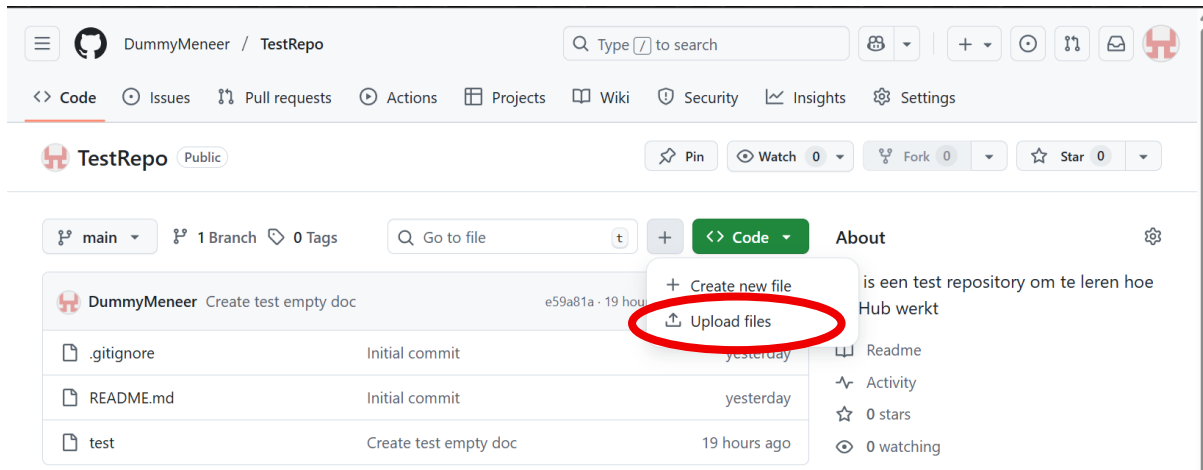 DummyMeneer / TestRepo
Type / to search
Code Issues Pull requests Actions Projects Wiki Security Insights Settings
TestRepo Public Pin Watch 0 Fork 0 Star 0
main 1 Branch 0 Tags Go to file t Code About
Create new file
is een test repository om te leren hoe
Hub werkt
DummyMeneer Create test empty doc e59a81a · 19 hou
Upload files
.gitignore Initial commit yesterday
Readme
README.md Initial commit yesterday
Activity
0 stars
test Create test empty doc 19 hours ago
0 watching